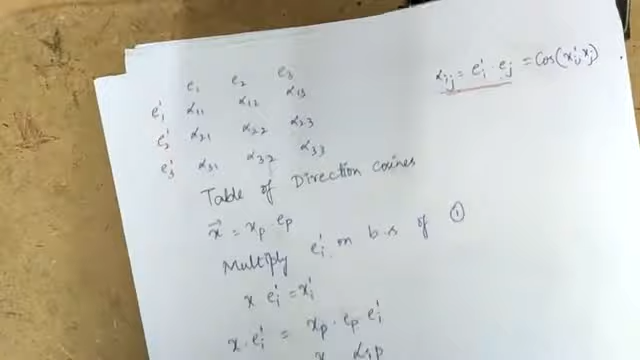 e₁ e₂ e₃
e₁' α₁₁ α₁₂ α₁₃
e₂' α₂₁ α₂₂ α₂₃
e₃' α₃₁ α₃₂ α₃₃
αᵢⱼ = eᵢ' · eⱼ = Cos(xᵢ', xⱼ)
Table of Direction cosines
x⃗ = xₚ · eₚ
Multiply eᵢ' on b.s of ①
x eᵢ' = xᵢ'
x · eᵢ' = xₚ · eₚ eᵢ'
x αᵢₚ